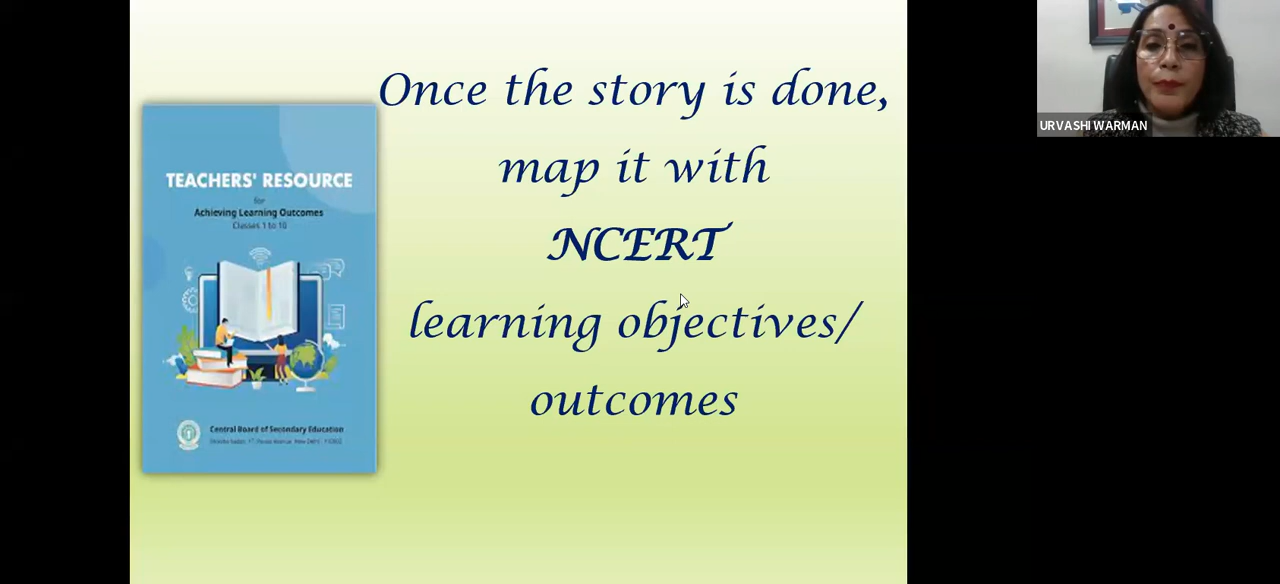 Once the story is done,
map it with
NCERT
learning objectives/
outcomes
TEACHERS' RESOURCE
for
Achieving Learning Outcomes
Classes 1 to 10
Central Board of Secondary Education
URVASHI WARMAN